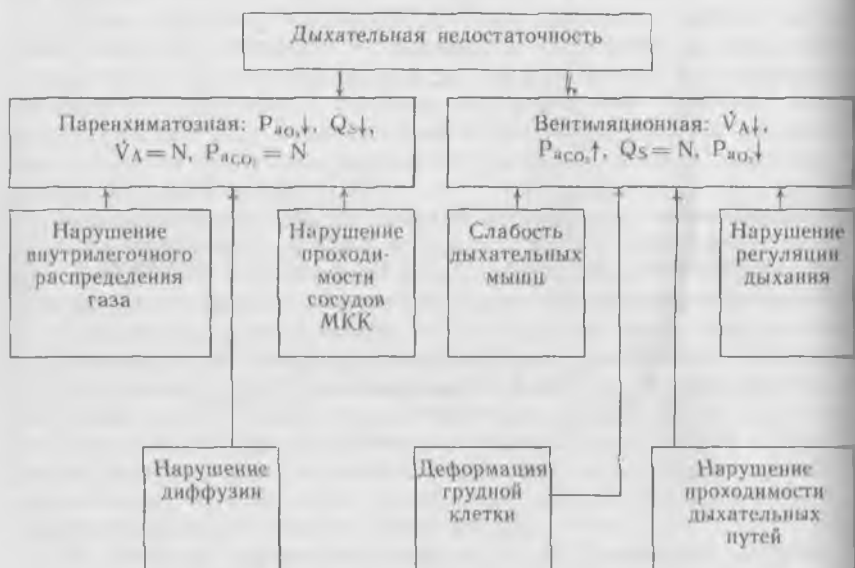 Дыхательная недостаточность
Паренхиматозная: PaO₂↓, Qs↓,
V̇A=N, PaCO₂ = N
Вентиляционная: V̇A↓,
PaCO₂↑, QS=N, PaO₂↓
Нарушение
внутрилегочного
распределения
газа
Нарушение
проходи-
мости
сосудов
МКК
Слабость
дыхательных
мышц
Нарушение
регуляции
дыхания
Нарушение
диффузии
Деформация
грудной
клетки
Нарушение
проходимости
дыхательных
путей